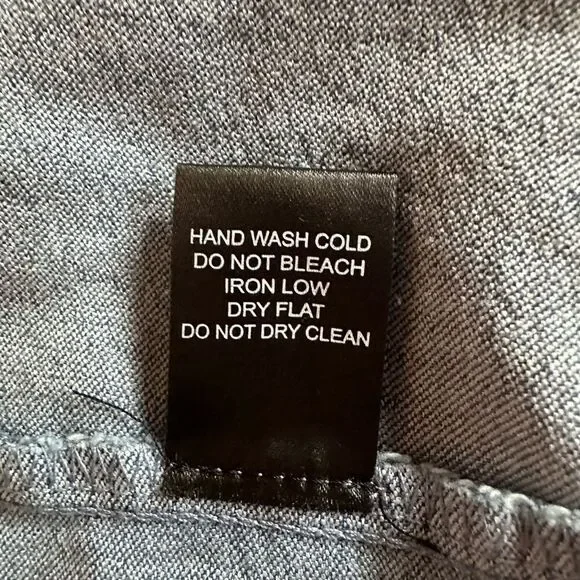 HAND WASH COLD
DO NOT BLEACH
IRON LOW
DRY FLAT
DO NOT DRY CLEAN